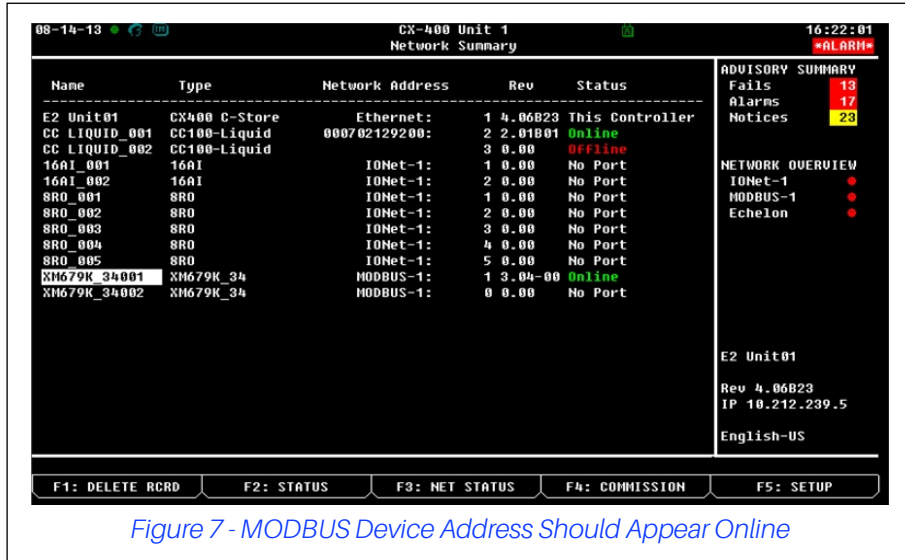 08-14-13 CX-400 Unit 1 16:22:01
Network Summary *ALARM*
Name Type Network Address Rev Status
E2 Unit01 CX400 C-Store Ethernet: 1 4.06B23 This Controller
CC LIQUID_001 CC100-Liquid 000702129200: 2 2.01B01 Online
CC LIQUID_002 CC100-Liquid 3 0.00 Offline
16AI_001 16AI IONet-1: 1 0.00 No Port
16AI_002 16AI IONet-1: 2 0.00 No Port
8RO_001 8RO IONet-1: 1 0.00 No Port
8RO_002 8RO IONet-1: 2 0.00 No Port
8RO_003 8RO IONet-1: 3 0.00 No Port
8RO_004 8RO IONet-1: 4 0.00 No Port
8RO_005 8RO IONet-1: 5 0.00 No Port
XM679K_34001 XM679K_34 MODBUS-1: 1 3.04-00 Online
XM679K_34002 XM679K_34 MODBUS-1: 0 0.00 No Port
ADVISORY SUMMARY
Fails 13
Alarms 17
Notices 23
NETWORK OVERVIEW
IONet-1
MODBUS-1
Echelon
E2 Unit01
Rev 4.06B23
IP 10.212.239.5
English-US
F1: DELETE RCRD F2: STATUS F3: NET STATUS F4: COMMISSION F5: SETUP
Figure 7 - MODBUS Device Address Should Appear Online